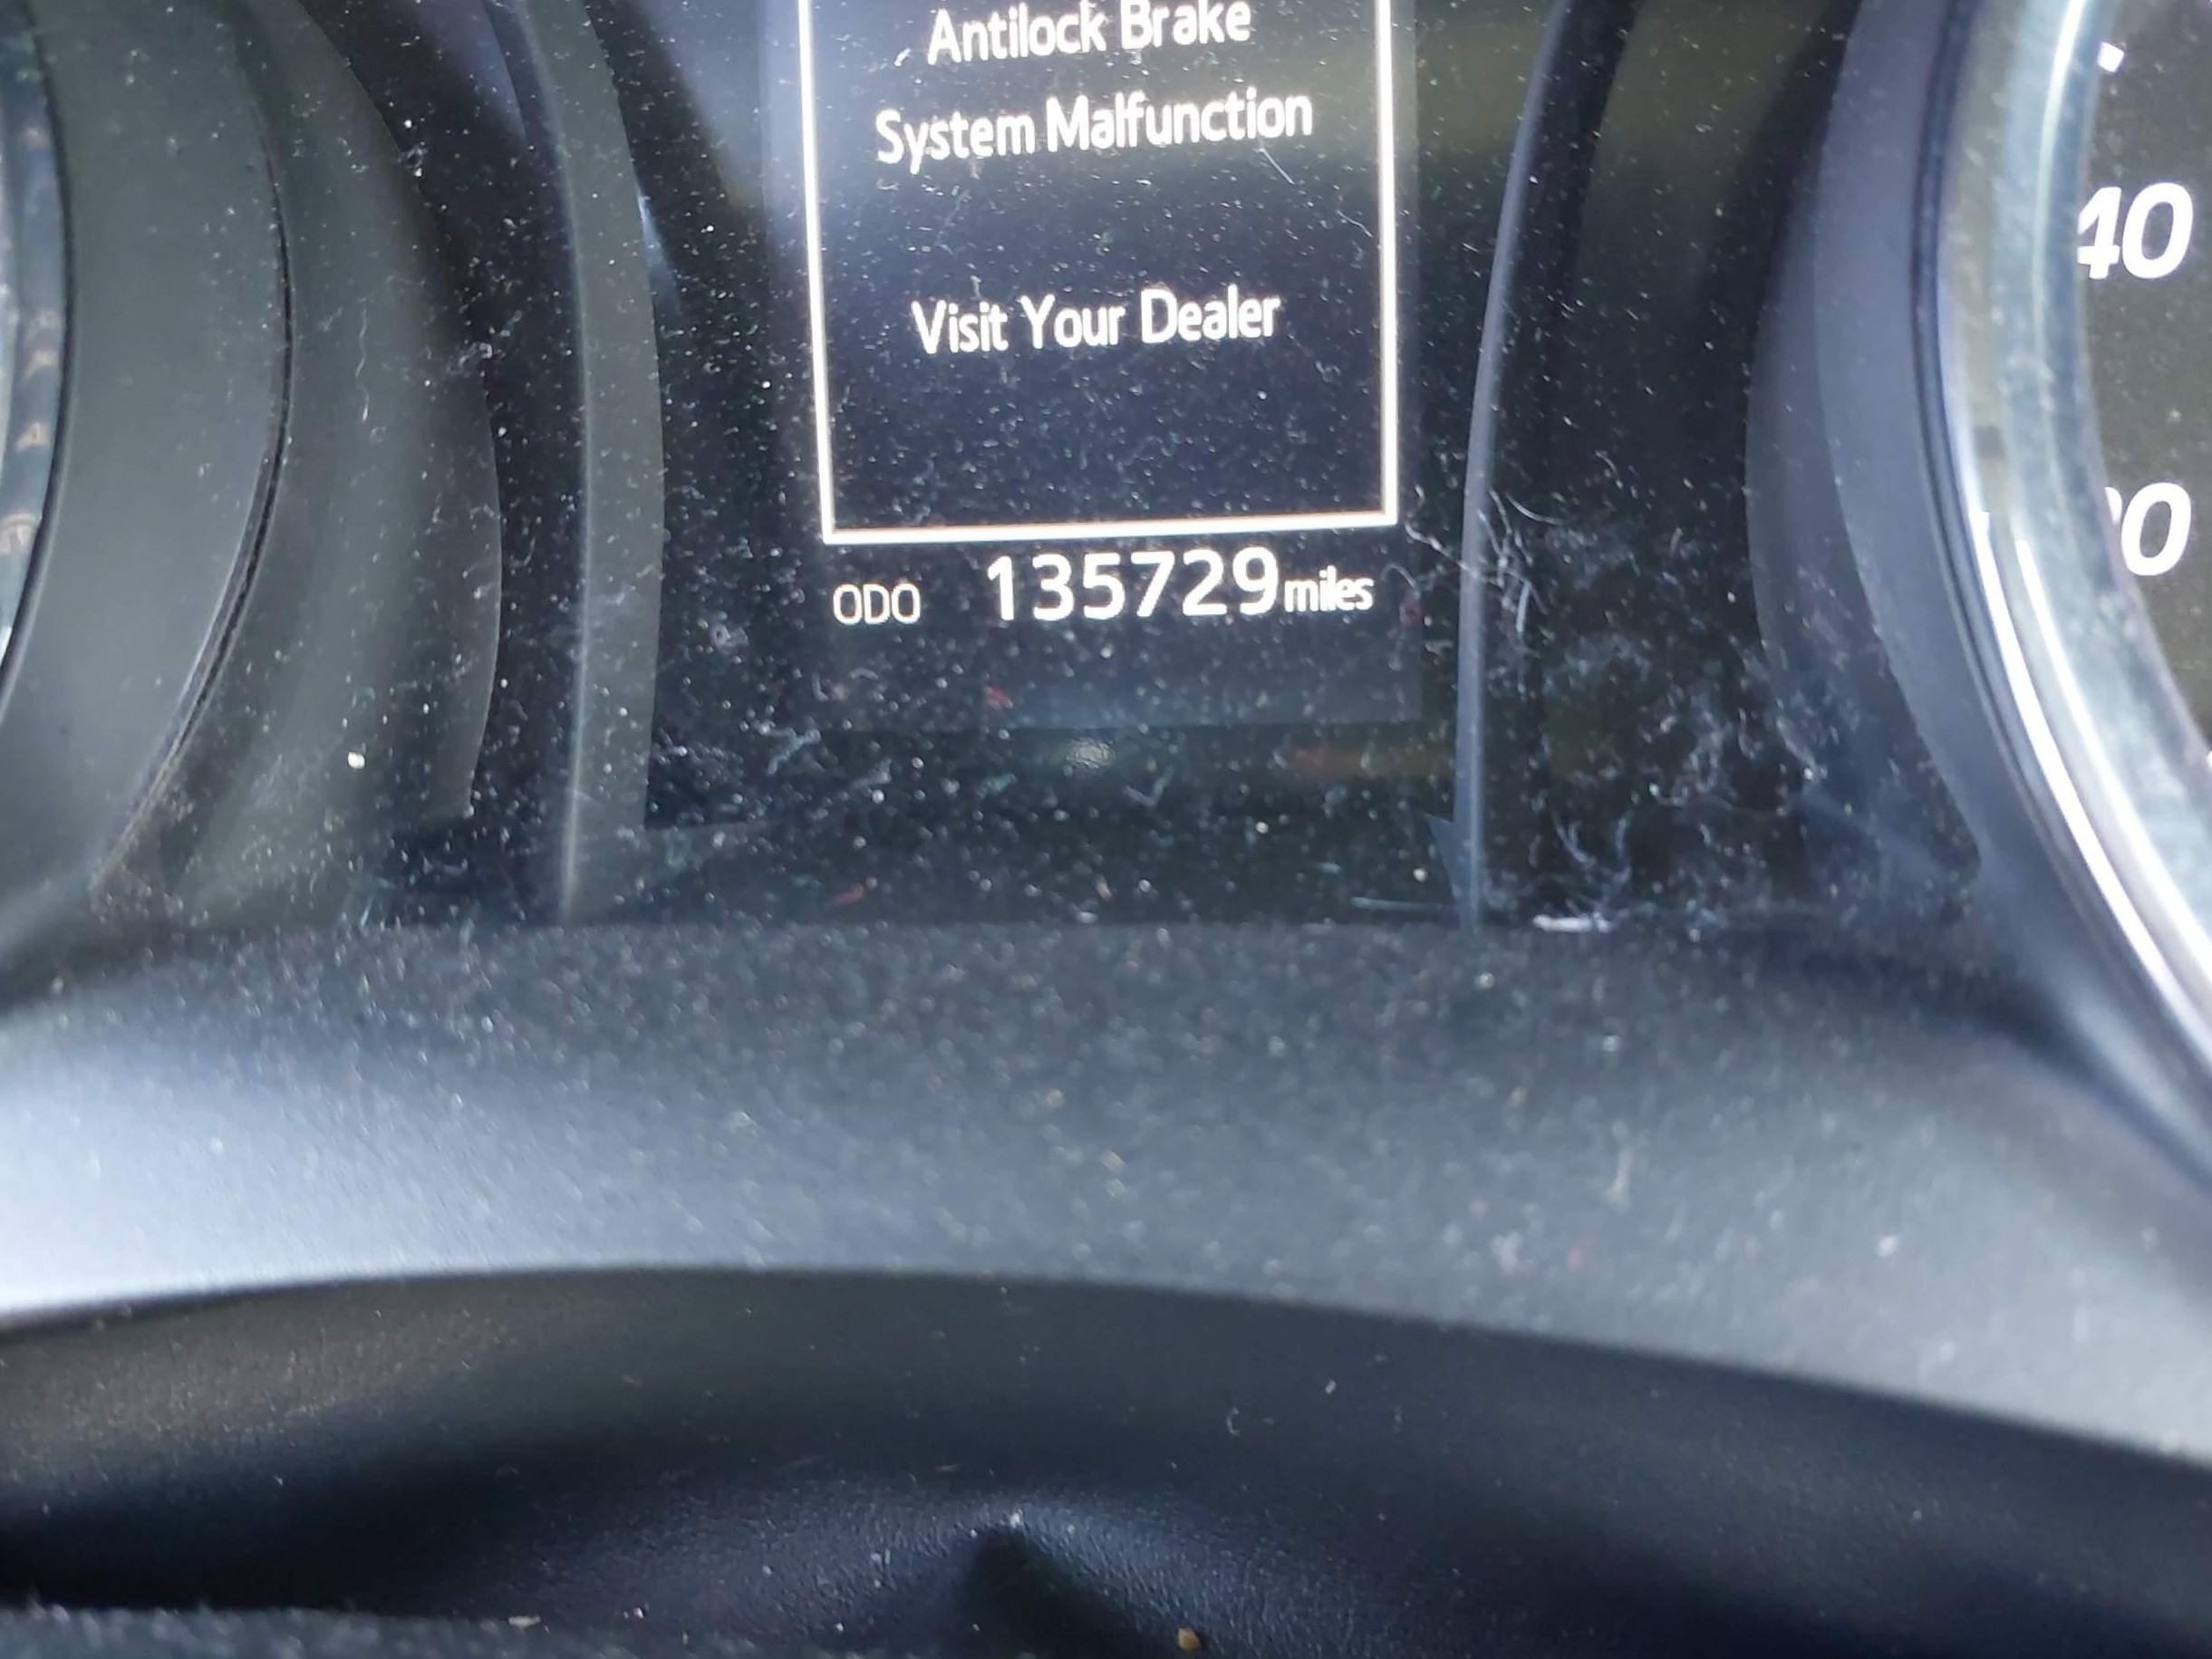 Antilock Brake
System Malfunction
Visit Your Dealer
ODO 135729 miles
40